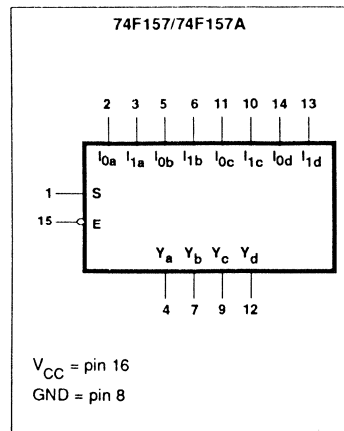 74F157/74F157A
2 3 5 6 11 10 14 13
I0a I1a I0b I1b I0c I1c I0d I1d
1 S
15 E
Ya Yb Yc Yd
4 7 9 12
VCC = pin 16
GND = pin 8